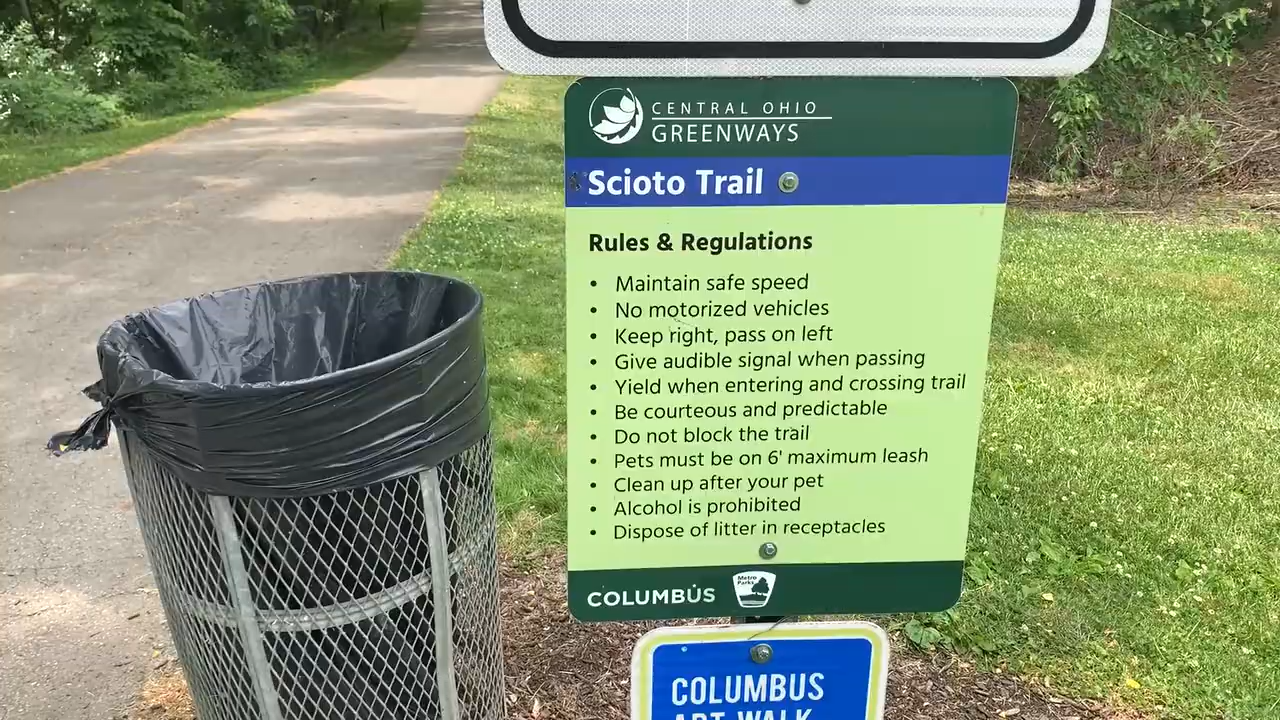 CENTRAL OHIO
GREENWAYS
Scioto Trail
Rules & Regulations
• Maintain safe speed
• No motorized vehicles
• Keep right, pass on left
• Give audible signal when passing
• Yield when entering and crossing trail
• Be courteous and predictable
• Do not block the trail
• Pets must be on 6' maximum leash
• Clean up after your pet
• Alcohol is prohibited
• Dispose of litter in receptacles
COLUMBUS
Metro
Parks
COLUMBUS
ART WALK